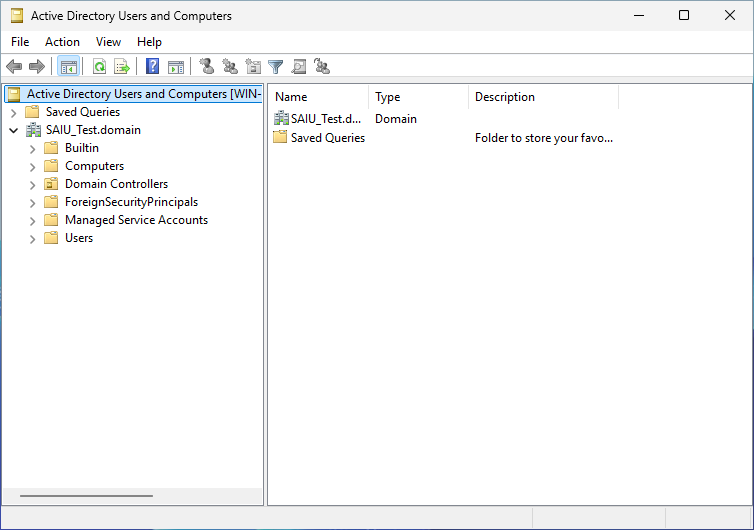 Active Directory Users and Computers
File Action View Help
Active Directory Users and Computers [WIN-
Saved Queries
SAIU_Test.domain
Builtin
Computers
Domain Controllers
ForeignSecurityPrincipals
Managed Service Accounts
Users
Name Type Description
SAIU_Test.d... Domain
Saved Queries Folder to store your favo...